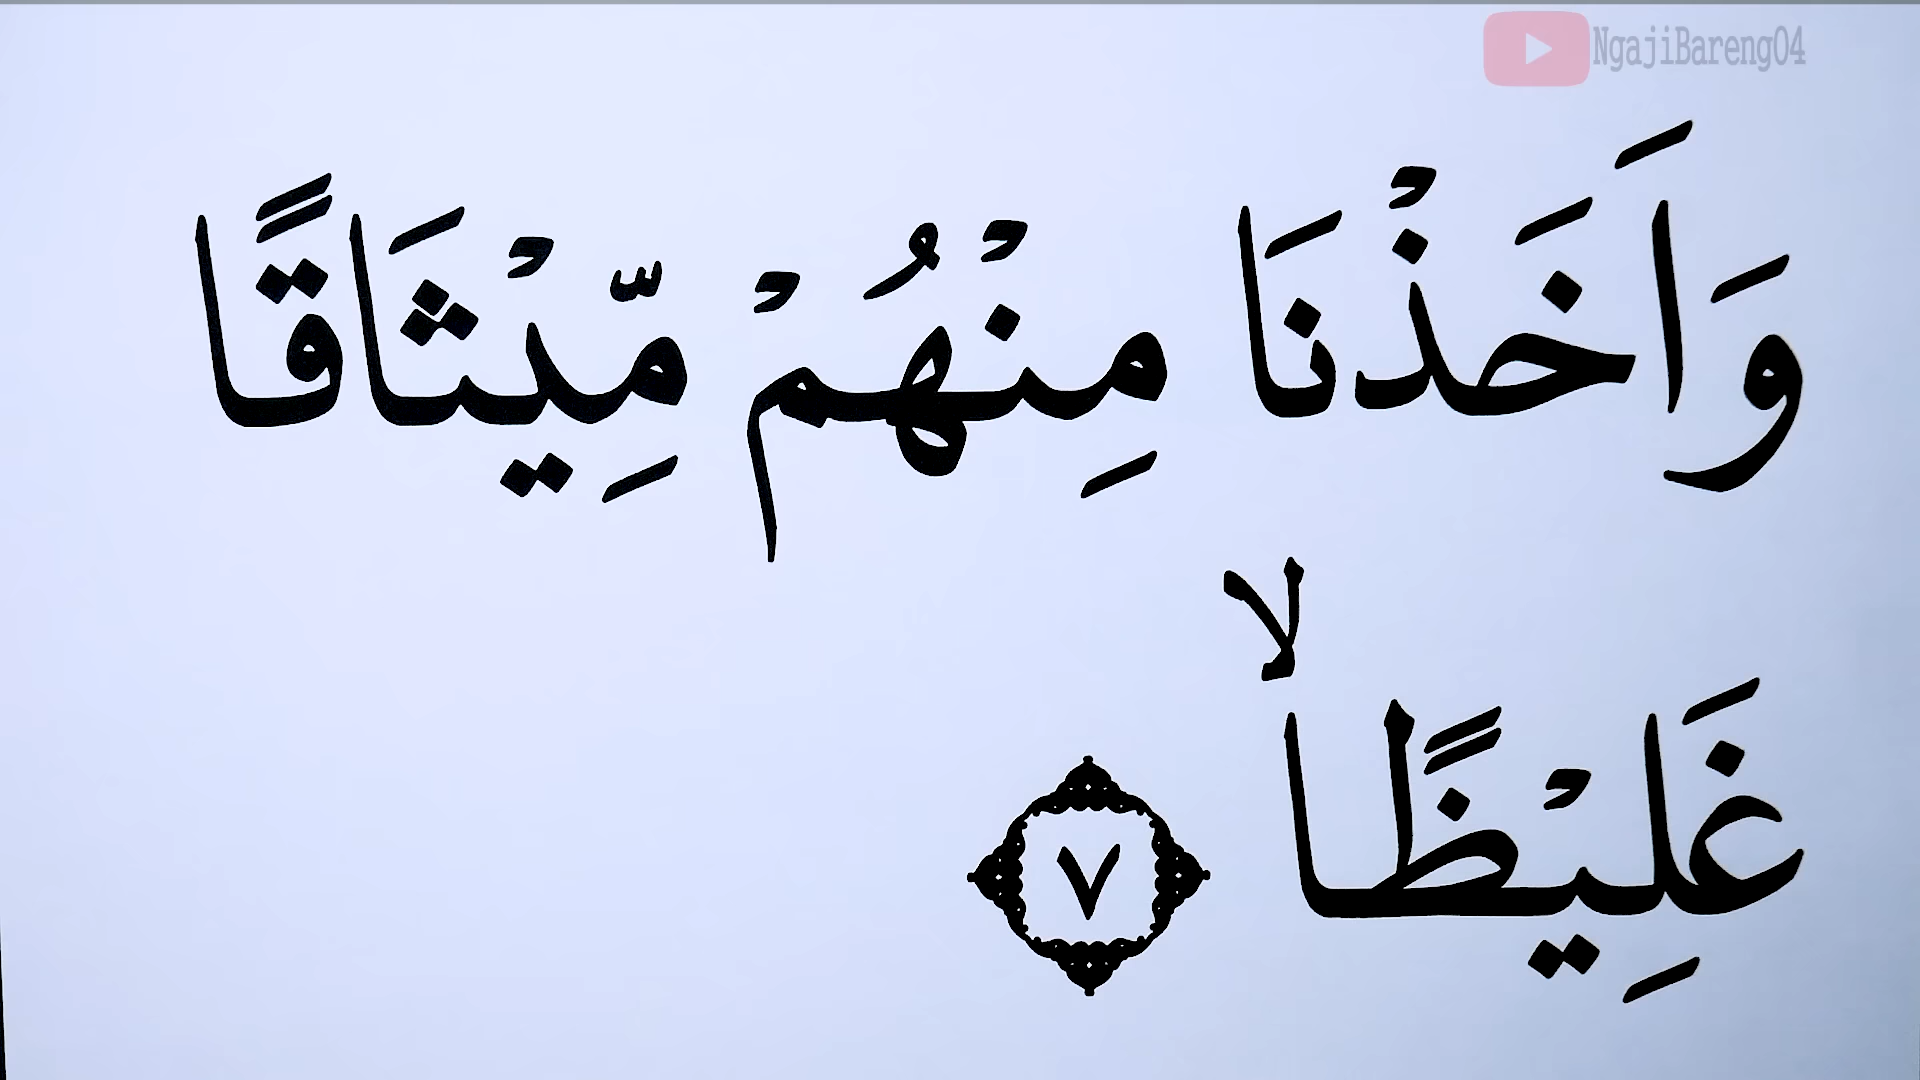 NgajiBareng04
وَاَخَذْنَا مِنْهُمْ مِّيْثَاقًا
غَلِيْظًاۙ ٧